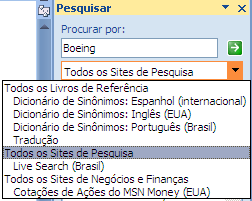 Pesquisar
Procurar por:
Boeing
Todos os Sites de Pesquisa
Todos os Livros de Referência
Dicionário de Sinônimos: Espanhol (internacional)
Dicionário de Sinônimos: Inglês (EUA)
Dicionário de Sinônimos: Português (Brasil)
Tradução
Todos os Sites de Pesquisa
Live Search (Brasil)
Todos os Sites de Negócios e Finanças
Cotações de Ações do MSN Money (EUA)